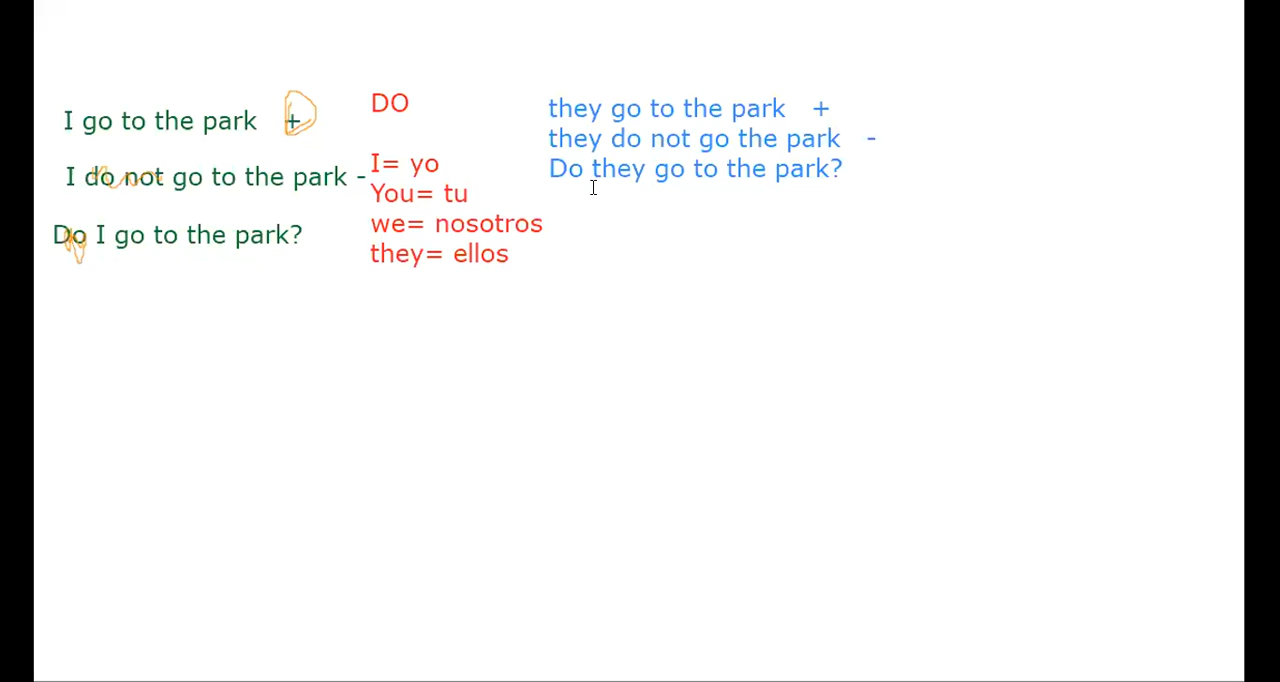 I go to the park +
I do not go to the park -
Do I go to the park?
DO
I= yo
You= tu
we= nosotros
they= ellos
they go to the park +
they do not go the park -
Do they go to the park?